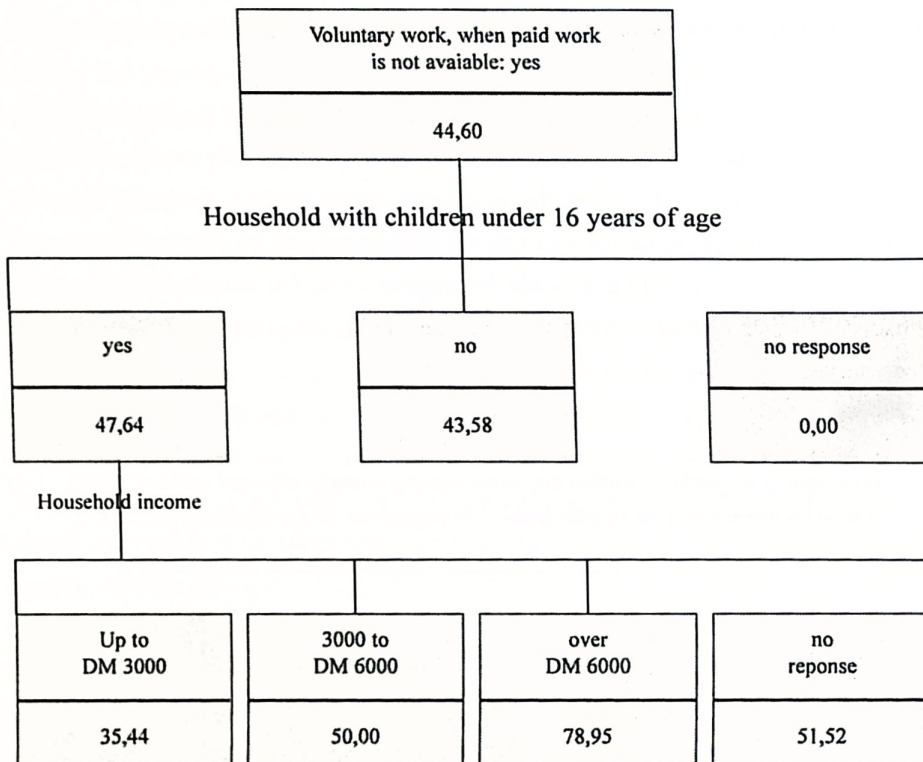 Voluntary work, when paid work
is not avaiable: yes
44,60
Household with children under 16 years of age
yes
no
no response
47,64
43,58
0,00
Household income
Up to
DM 3000
3000 to
DM 6000
over
DM 6000
no
reponse
35,44
50,00
78,95
51,52